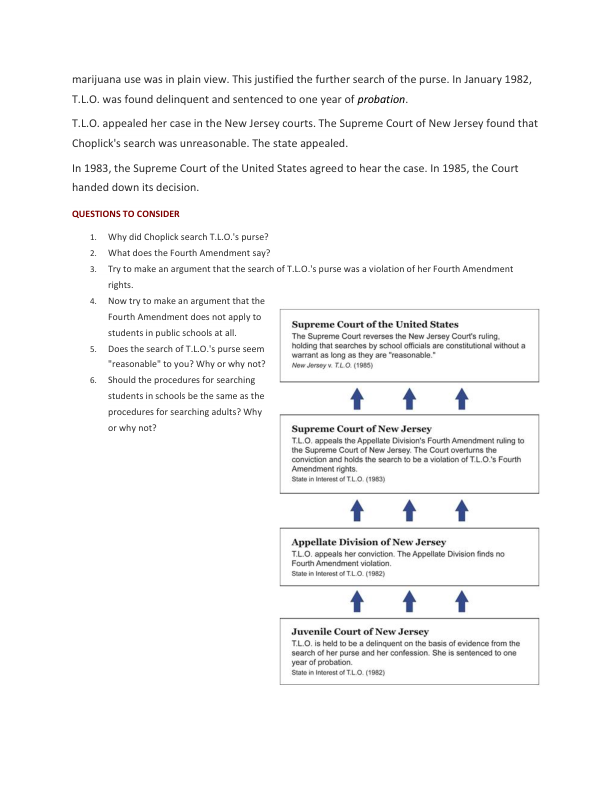 marijuana use was in plain view. This justified the further search of the purse. In January 1982,
T.L.O. was found delinquent and sentenced to one year of probation.
T.L.O. appealed her case in the New Jersey courts. The Supreme Court of New Jersey found that
Choplick's search was unreasonable. The state appealed.
In 1983, the Supreme Court of the United States agreed to hear the case. In 1985, the Court
handed down its decision.
QUESTIONS TO CONSIDER
1. Why did Choplick search T.L.O.'s purse?
2. What does the Fourth Amendment say?
3. Try to make an argument that the search of T.L.O.'s purse was a violation of her Fourth Amendment
rights.
4. Now try to make an argument that the
Fourth Amendment does not apply to
students in public schools at all.
5. Does the search of T.L.O.'s purse seem
"reasonable" to you? Why or why not?
6. Should the procedures for searching
students in schools be the same as the
procedures for searching adults? Why
or why not?
Supreme Court of the United States
The Supreme Court reverses the New Jersey Court's ruling,
holding that searches by school officials are constitutional without a
warrant as long as they are "reasonable."
New Jersey v. T.L.O. (1985)
Supreme Court of New Jersey
T.L.O. appeals the Appellate Division's Fourth Amendment ruling to
the Supreme Court of New Jersey. The Court overturns the
conviction and holds the search to be a violation of T.L.O.'s Fourth
Amendment rights.
State in Interest of T.L.O. (1983)
Appellate Division of New Jersey
T.L.O. appeals her conviction. The Appellate Division finds no
Fourth Amendment violation.
State in Interest of T.L.O. (1982)
Juvenile Court of New Jersey
T.L.O. is held to be a delinquent on the basis of evidence from the
search of her purse and her confession. She is sentenced to one
year of probation.
State in Interest of T.L.O. (1982)